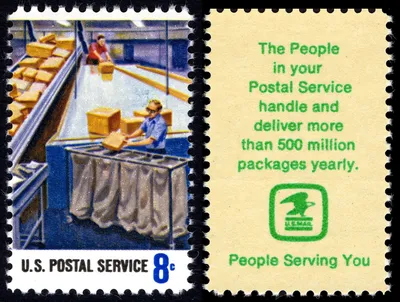 U.S. POSTAL SERVICE 8c
The People
in your
Postal Service
handle and
deliver more
than 500 million
packages yearly.
U.S.MAIL
People Serving You